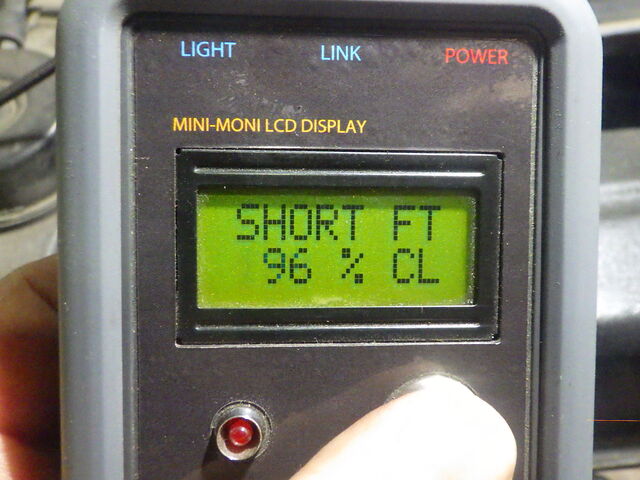 LIGHT LINK POWER
MINI-MONI LCD DISPLAY
SHORT FT
96 % CL